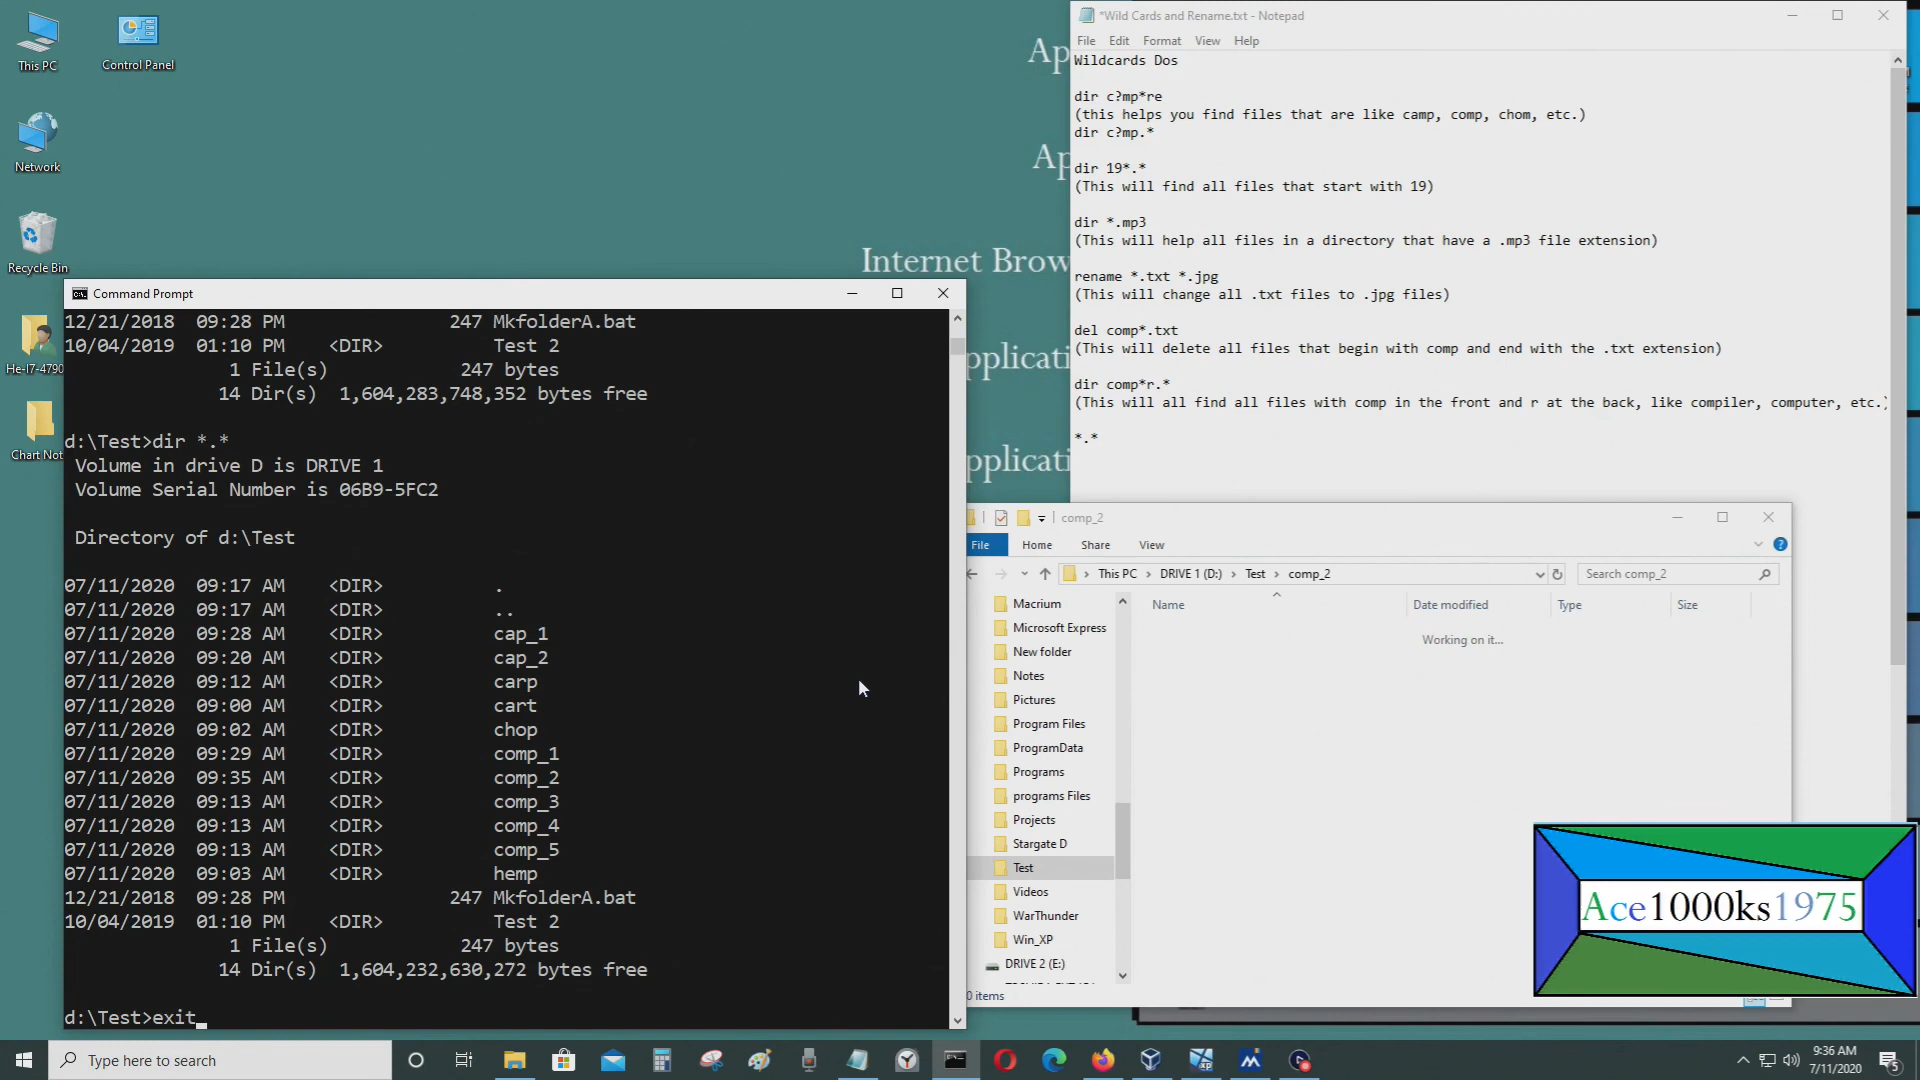 This PC
Control Panel
Network
Recycle Bin
He-I7-4790
Chart Not
Ap
Ap
Internet Brow
pplicati
pplicati
*Wild Cards and Rename.txt - Notepad
File Edit Format View Help
Wildcards Dos
dir c?mp*re
(this helps you find files that are like camp, comp, chom, etc.)
dir c?mp.*
dir 19*.*
(This will find all files that start with 19)
dir *.mp3
(This will help all files in a directory that have a .mp3 file extension)
rename *.txt *.jpg
(This will change all .txt files to .jpg files)
del comp*.txt
(This will delete all files that begin with comp and end with the .txt extension)
dir comp*r.*
(This will all find all files with comp in the front and r at the back, like compiler, computer, etc.)
*.*
Command Prompt
12/21/2018 09:28 PM 247 MkfolderA.bat
10/04/2019 01:10 PM <DIR> Test 2
1 File(s) 247 bytes
14 Dir(s) 1,604,283,748,352 bytes free
d:\Test>dir *.*
Volume in drive D is DRIVE 1
Volume Serial Number is 06B9-5FC2
Directory of d:\Test
07/11/2020 09:17 AM <DIR> .
07/11/2020 09:17 AM <DIR> ..
07/11/2020 09:28 AM <DIR> cap_1
07/11/2020 09:20 AM <DIR> cap_2
07/11/2020 09:12 AM <DIR> carp
07/11/2020 09:00 AM <DIR> cart
07/11/2020 09:02 AM <DIR> chop
07/11/2020 09:29 AM <DIR> comp_1
07/11/2020 09:35 AM <DIR> comp_2
07/11/2020 09:13 AM <DIR> comp_3
07/11/2020 09:13 AM <DIR> comp_4
07/11/2020 09:13 AM <DIR> comp_5
07/11/2020 09:03 AM <DIR> hemp
12/21/2018 09:28 PM 247 MkfolderA.bat
10/04/2019 01:10 PM <DIR> Test 2
1 File(s) 247 bytes
14 Dir(s) 1,604,232,630,272 bytes free
d:\Test>exit_
comp_2
File Home Share View
This PC > DRIVE 1 (D:) > Test > comp_2
Search comp_2
Macrium
Microsoft Express
New folder
Notes
Pictures
Program Files
ProgramData
Programs
programs Files
Projects
Stargate D
Test
Videos
WarThunder
Win_XP
DRIVE 2 (E:)
Name Date modified Type Size
Working on it...
0 items
Ace1000ks1975
Type here to search
9:36 AM
7/11/2020
5